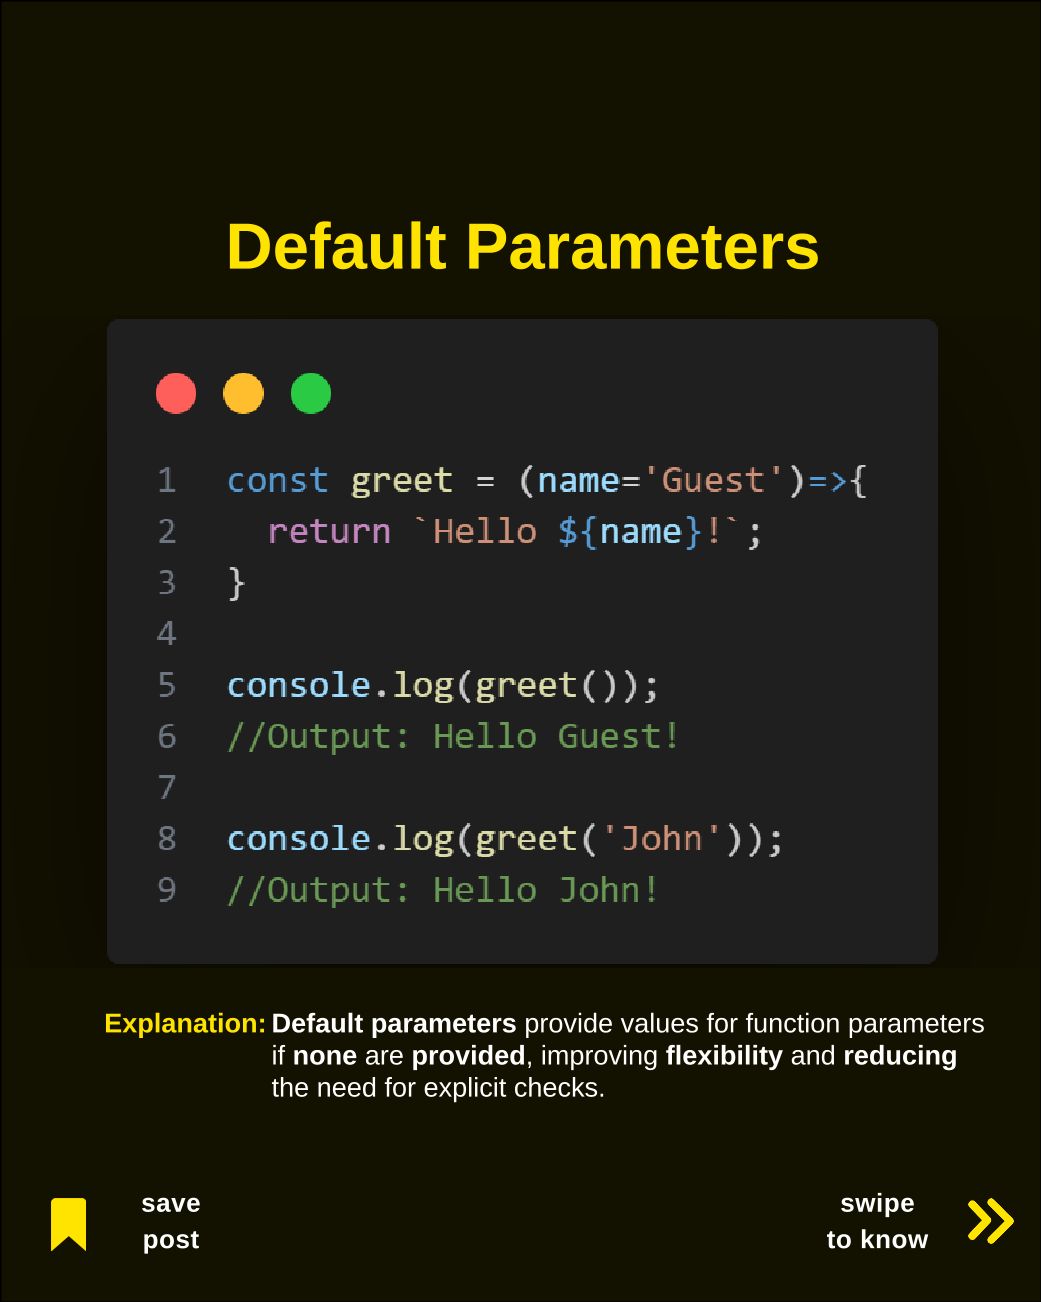 Default Parameters
1 const greet = (name='Guest')=>{
2   return `Hello ${name}!`;
3 }
4
5 console.log(greet());
6 //Output: Hello Guest!
7
8 console.log(greet('John'));
9 //Output: Hello John!
Explanation: Default parameters provide values for function parameters
if none are provided, improving flexibility and reducing
the need for explicit checks.
save
post
swipe
to know